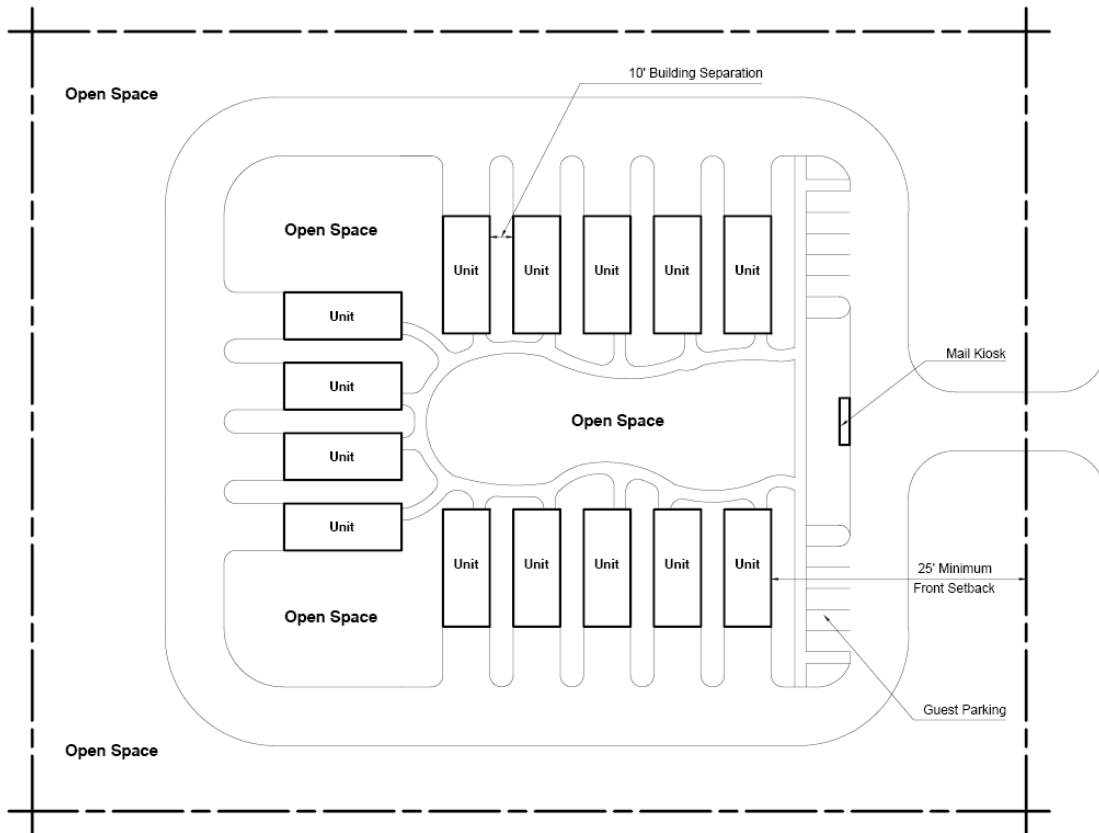 10' Building Separation
Open Space
Open Space
Unit
Unit
Unit
Unit
Unit
Unit
Mail Kiosk
Unit
Open Space
Unit
Unit
Unit
Unit
Unit
Unit
Unit
25' Minimum
Front Setback
Open Space
Guest Parking
Open Space